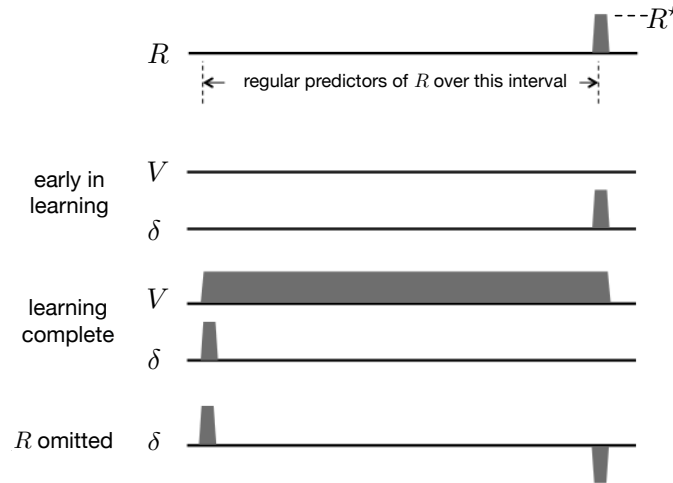 R*
R
regular predictors of R over this interval
early in
learning
V
δ
learning
complete
V
δ
R omitted
δ